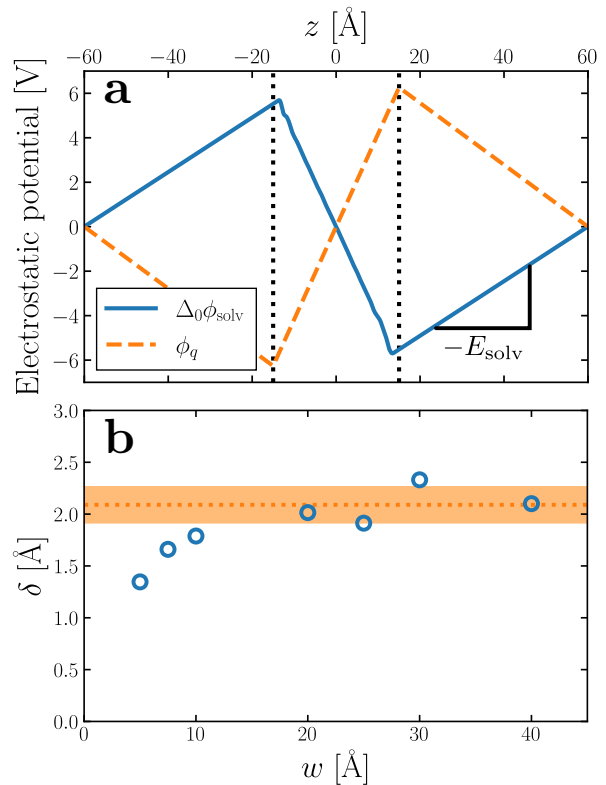 z [Å]
−60 −40 −20 0 20 40 60
a
Electrostatic potential [V]
6
4
2
0
−2
−4
−6
Δ₀ϕsolv
ϕq
−Esolv
b
δ [Å]
3.0
2.5
2.0
1.5
1.0
0.5
0.0
0 10 20 30 40
w [Å]